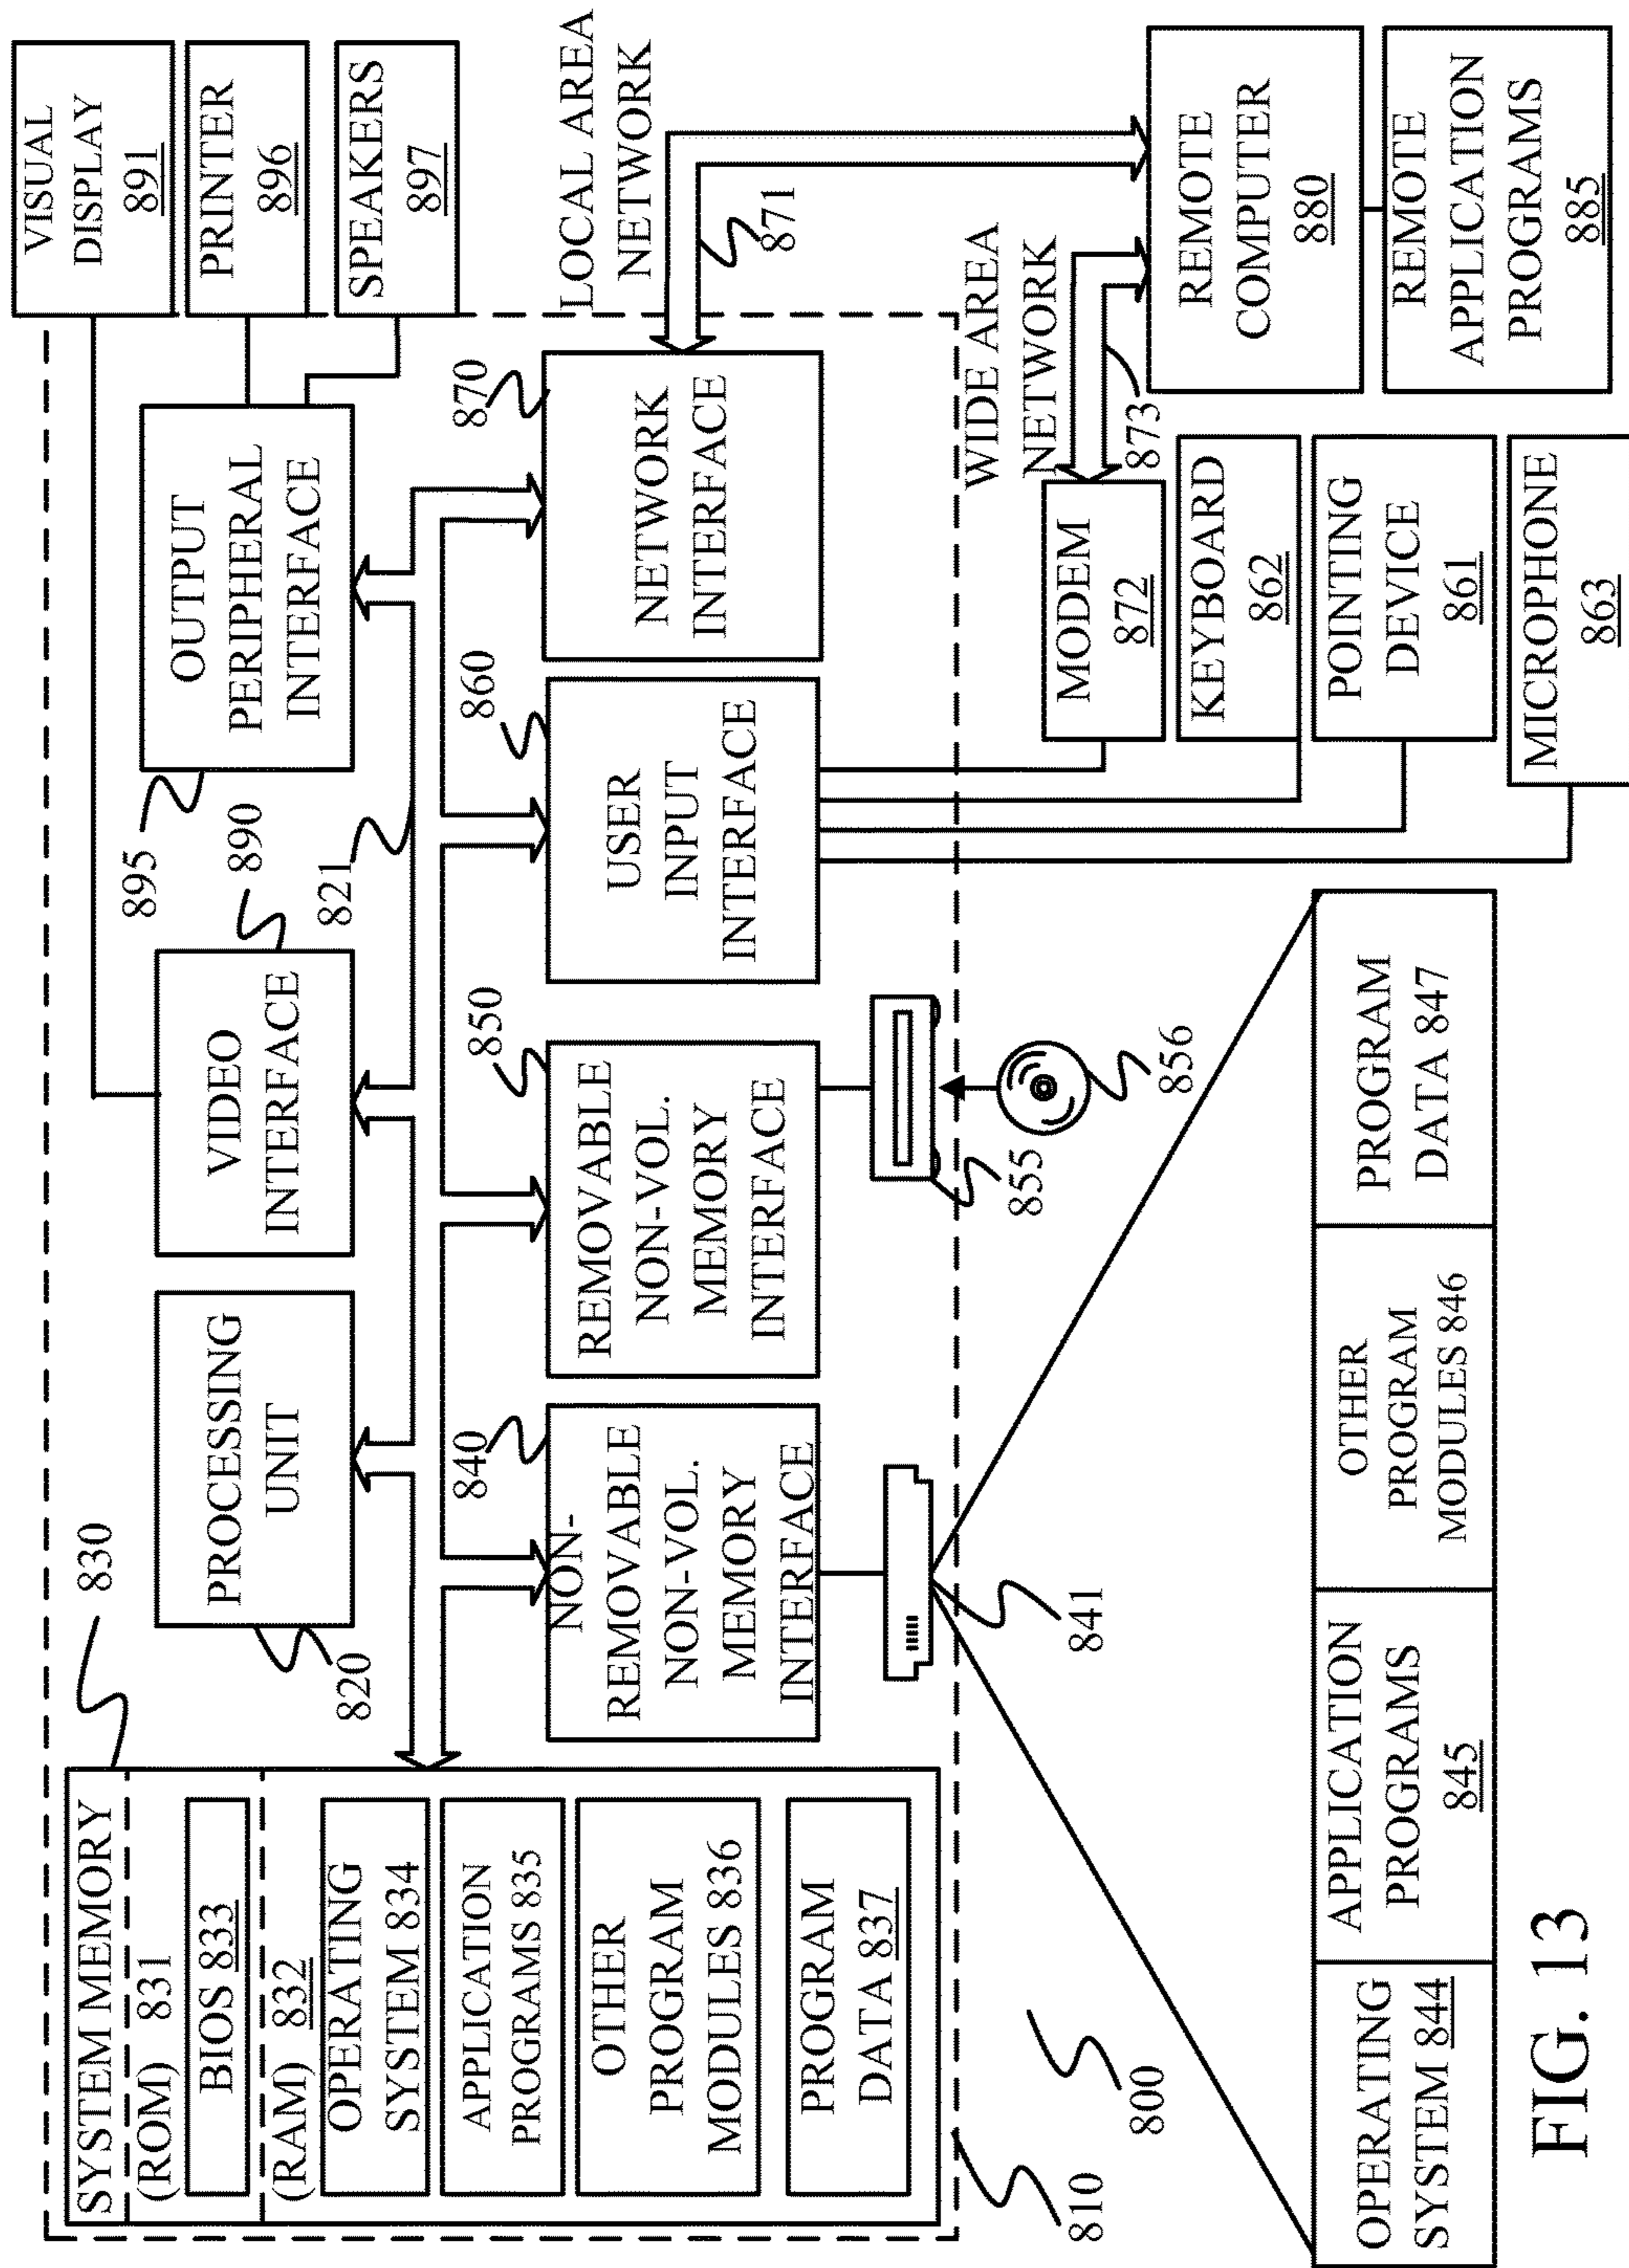 SYSTEM MEMORY
(ROM) 831
BIOS 833
(RAM) 832
OPERATING
SYSTEM 834
APPLICATION
PROGRAMS 835
OTHER
PROGRAM
MODULES 836
PROGRAM
DATA 837
830
820
PROCESSING
UNIT
VIDEO
INTERFACE
890
895
821
OUTPUT
PERIPHERAL
INTERFACE
VISUAL
DISPLAY
891
PRINTER
896
SPEAKERS
897
840
NON-
REMOVABLE
NON-VOL.
MEMORY
INTERFACE
850
REMOVABLE
NON-VOL.
MEMORY
INTERFACE
860
USER
INPUT
INTERFACE
870
NETWORK
INTERFACE
LOCAL AREA
NETWORK
871
810
800
841
855
856
WIDE AREA
NETWORK
873
MODEM
872
KEYBOARD
862
POINTING
DEVICE
861
MICROPHONE
863
REMOTE
COMPUTER
880
REMOTE
APPLICATION
PROGRAMS
885
OPERATING
SYSTEM 844
APPLICATION
PROGRAMS
845
OTHER
PROGRAM
MODULES 846
PROGRAM
DATA 847
FIG. 13